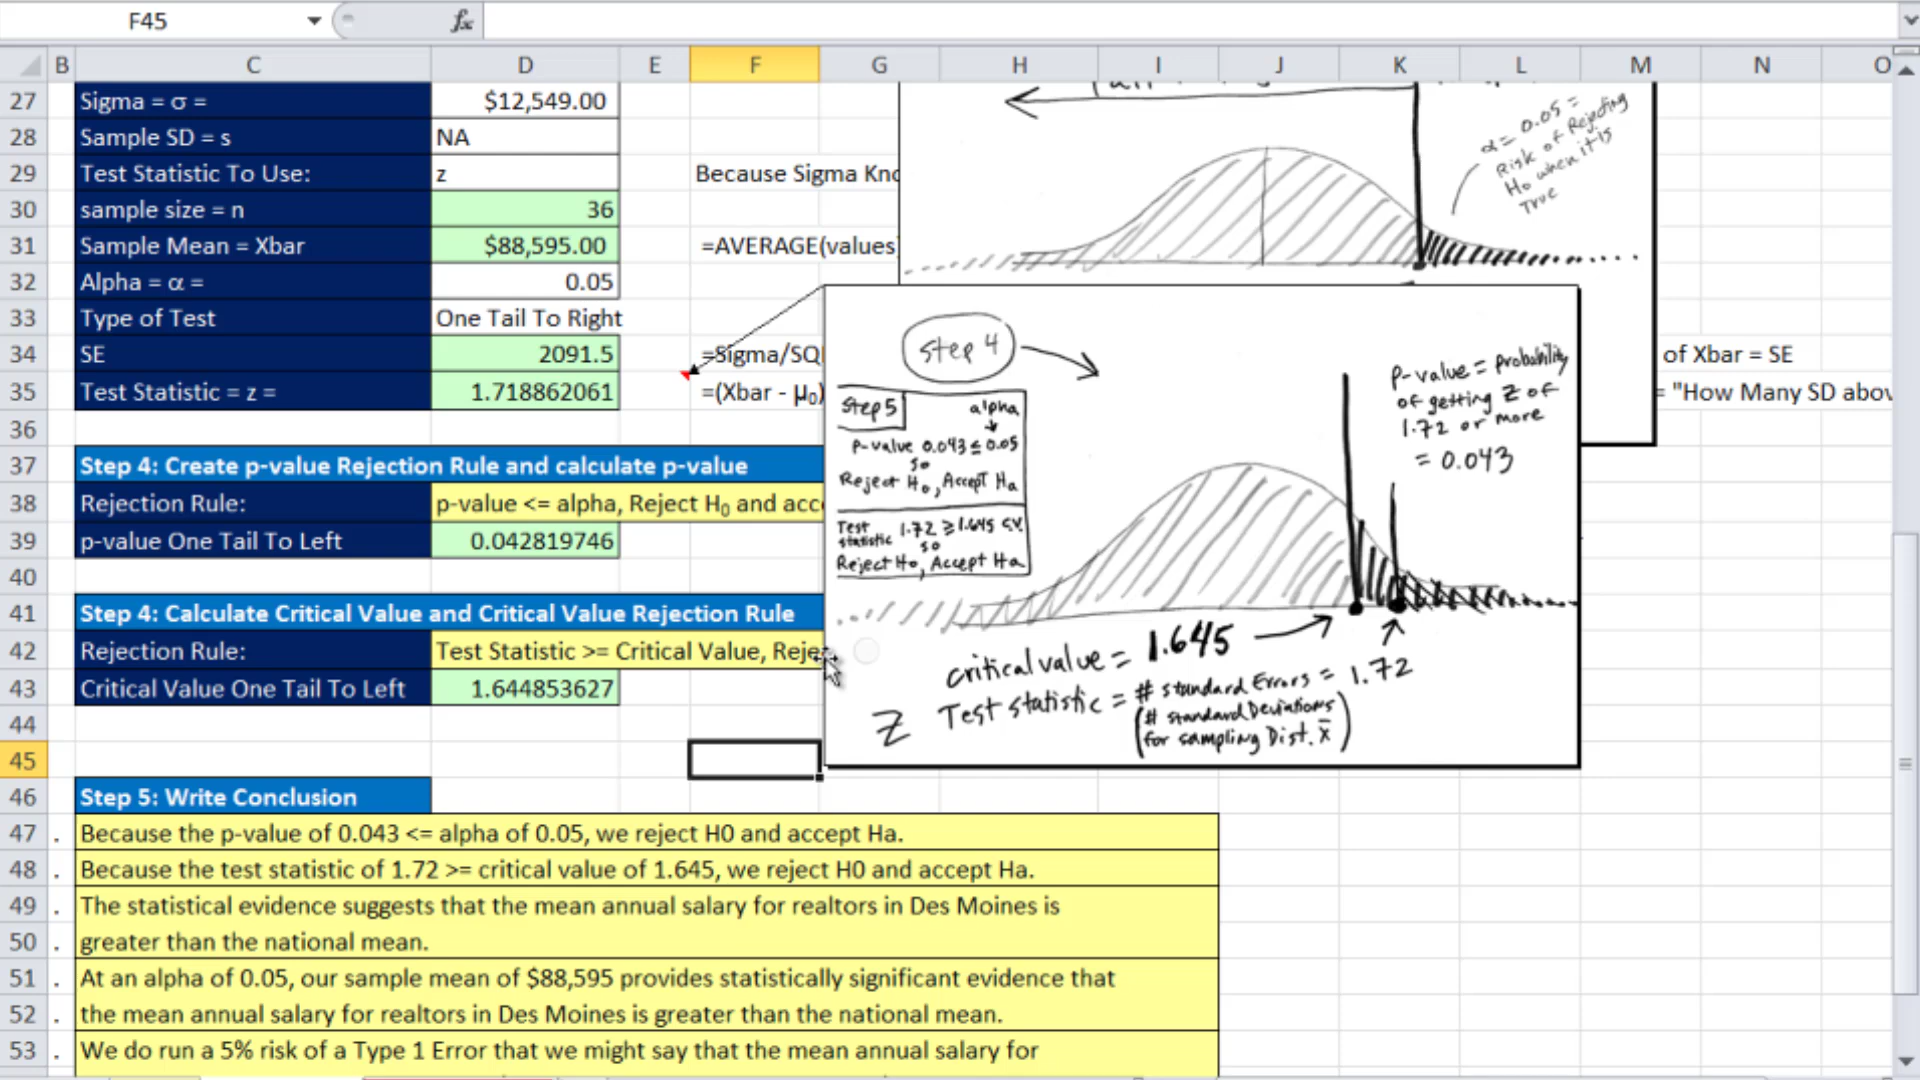 F45
fx
B C D E F G H I J K L M N O
27 Sigma = σ = $12,549.00
28 Sample SD = s NA
29 Test Statistic To Use: z Because Sigma Kno
30 sample size = n 36
31 Sample Mean = Xbar $88,595.00 =AVERAGE(values
32 Alpha = α = 0.05
33 Type of Test One Tail To Right
34 SE 2091.5 =Sigma/SQ of Xbar = SE
35 Test Statistic = z = 1.718862061 =(Xbar - μ0) = "How Many SD abov
36
37 Step 4: Create p-value Rejection Rule and calculate p-value
38 Rejection Rule: p-value <= alpha, Reject H0 and acc
39 p-value One Tail To Left 0.042819746
40
41 Step 4: Calculate Critical Value and Critical Value Rejection Rule
42 Rejection Rule: Test Statistic >= Critical Value, Reje
43 Critical Value One Tail To Left 1.644853627
44
45
46 Step 5: Write Conclusion
47 . Because the p-value of 0.043 <= alpha of 0.05, we reject H0 and accept Ha.
48 . Because the test statistic of 1.72 >= critical value of 1.645, we reject H0 and accept Ha.
49 . The statistical evidence suggests that the mean annual salary for realtors in Des Moines is
50 . greater than the national mean.
51 . At an alpha of 0.05, our sample mean of $88,595 provides statistically significant evidence that
52 . the mean annual salary for realtors in Des Moines is greater than the national mean.
53 . We do run a 5% risk of a Type 1 Error that we might say that the mean annual salary for
α = 0.05 =
Risk of Rejecting
Ho when it is
True
Step 4
Step 5
alpha
P-value 0.043 ≤ 0.05
so
Reject Ho, Accept Ha
Test statistic 1.72 ≥ 1.645 CV
so
Reject Ho, Accept Ha
P-value = probability
of getting Z of
1.72 or more
= 0.043
critical value = 1.645
Test statistic = # standard Errors = 1.72
(# standard Deviations
for sampling Dist. x̄)
Z